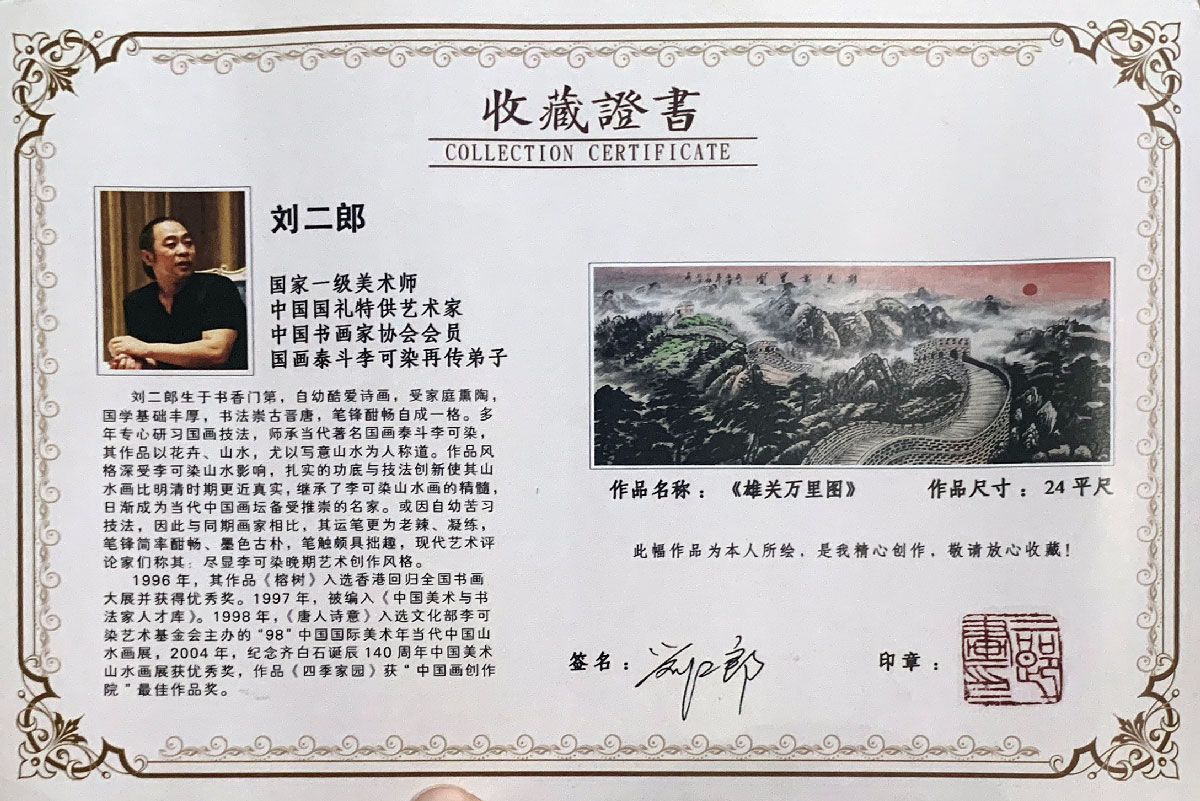 收藏證書
COLLECTION CERTIFICATE
刘二郎
国家一级美术师
中国国礼特供艺术家
中国书画家协会会员
国画泰斗李可染再传弟子
刘二郎生于书香门第，自幼酷爱诗画，受家庭熏陶，
国学基础丰厚，书法崇古晋唐，笔锋酣畅自成一格。多
年专心研习国画技法，师承当代著名国画泰斗李可染，
其作品以花卉、山水，尤以写意山水为人称道。作品风
格深受李可染山水影响，扎实的功底与技法创新使其山
水画比明清时期更近真实，继承了李可染山水画的精髓，
日渐成为当代中国画坛备受推崇的名家。或因自幼苦习
技法，因此与同期画家相比，其运笔更为老辣、凝练，
笔锋简率酣畅、墨色古朴，笔触颇具拙趣，现代艺术评
论家们称其：尽显李可染晚期艺术创作风格。
1996年，其作品《榕树》入选香港回归全国书画
大展并获得优秀奖。1997年，被编入《中国美术与书
法家人才库》。1998年，《唐人诗意》入选文化部李可
染艺术基金会主办的“98”中国国际美术年当代中国山
水画展，2004年，纪念齐白石诞辰140周年中国美术
山水画展获优秀奖，作品《四季家园》获“中国画创作
院”最佳作品奖。
作品名称：《雄关万里图》 作品尺寸：24平尺
此幅作品为本人所绘，是我精心创作，敬请放心收藏！
签名：刘二郎 印章：